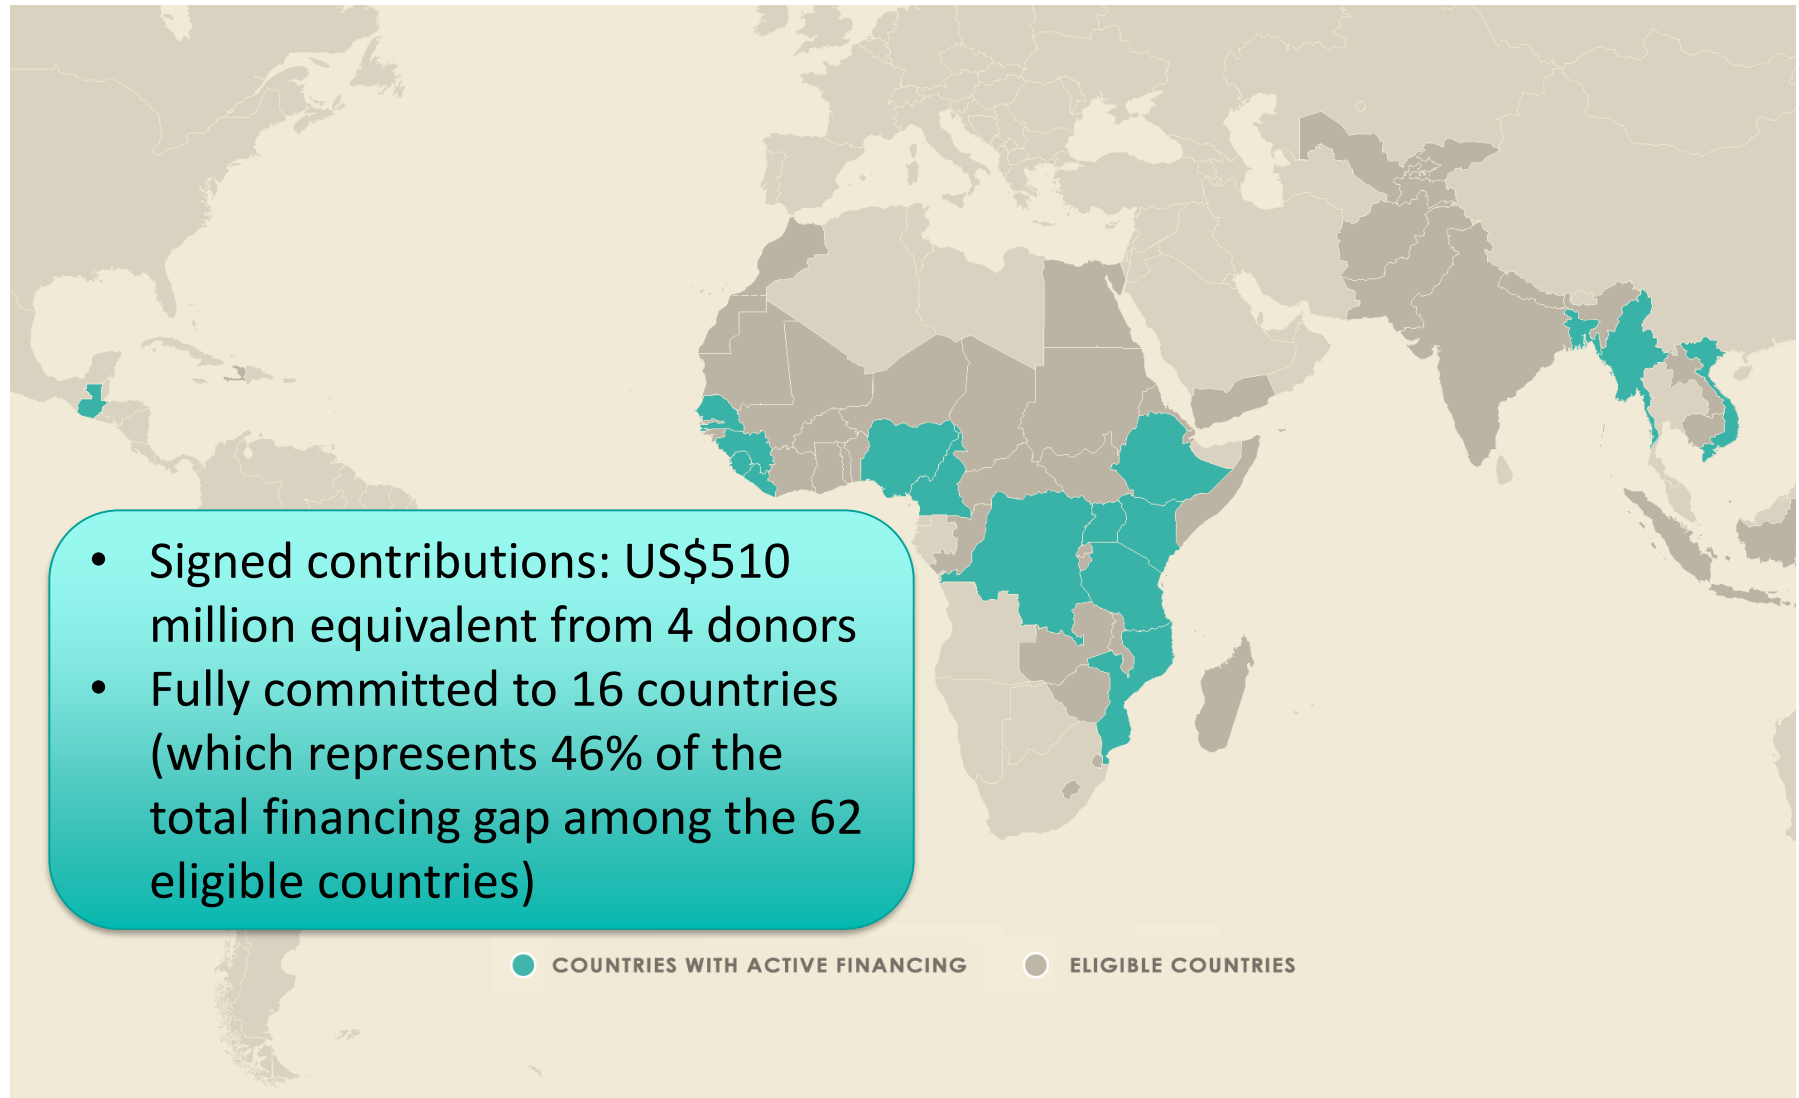 • Signed contributions: US$510
million equivalent from 4 donors
• Fully committed to 16 countries
(which represents 46% of the
total financing gap among the 62
eligible countries)
COUNTRIES WITH ACTIVE FINANCING
ELIGIBLE COUNTRIES